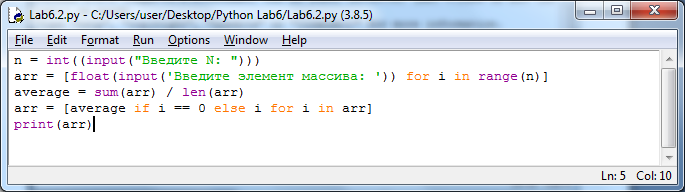 Lab6.2.py - C:/Users/user/Desktop/Python Lab6/Lab6.2.py (3.8.5)
File Edit Format Run Options Window Help
n = int((input("Введите N: ")))
arr = [float(input('Введите элемент массива: ')) for i in range(n)]
average = sum(arr) / len(arr)
arr = [average if i == 0 else i for i in arr]
print(arr)
Ln: 5 Col: 10